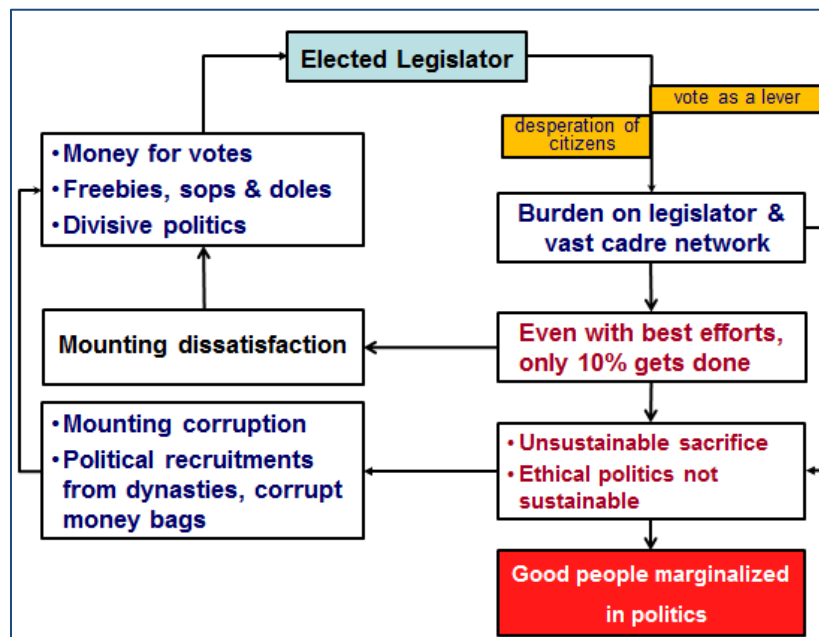 Elected Legislator
vote as a lever
desperation of
citizens
• Money for votes
• Freebies, sops & doles
• Divisive politics
Burden on legislator &
vast cadre network
Mounting dissatisfaction
Even with best efforts,
only 10% gets done
• Mounting corruption
• Political recruitments
from dynasties, corrupt
money bags
• Unsustainable sacrifice
• Ethical politics not
sustainable
Good people marginalized
in politics